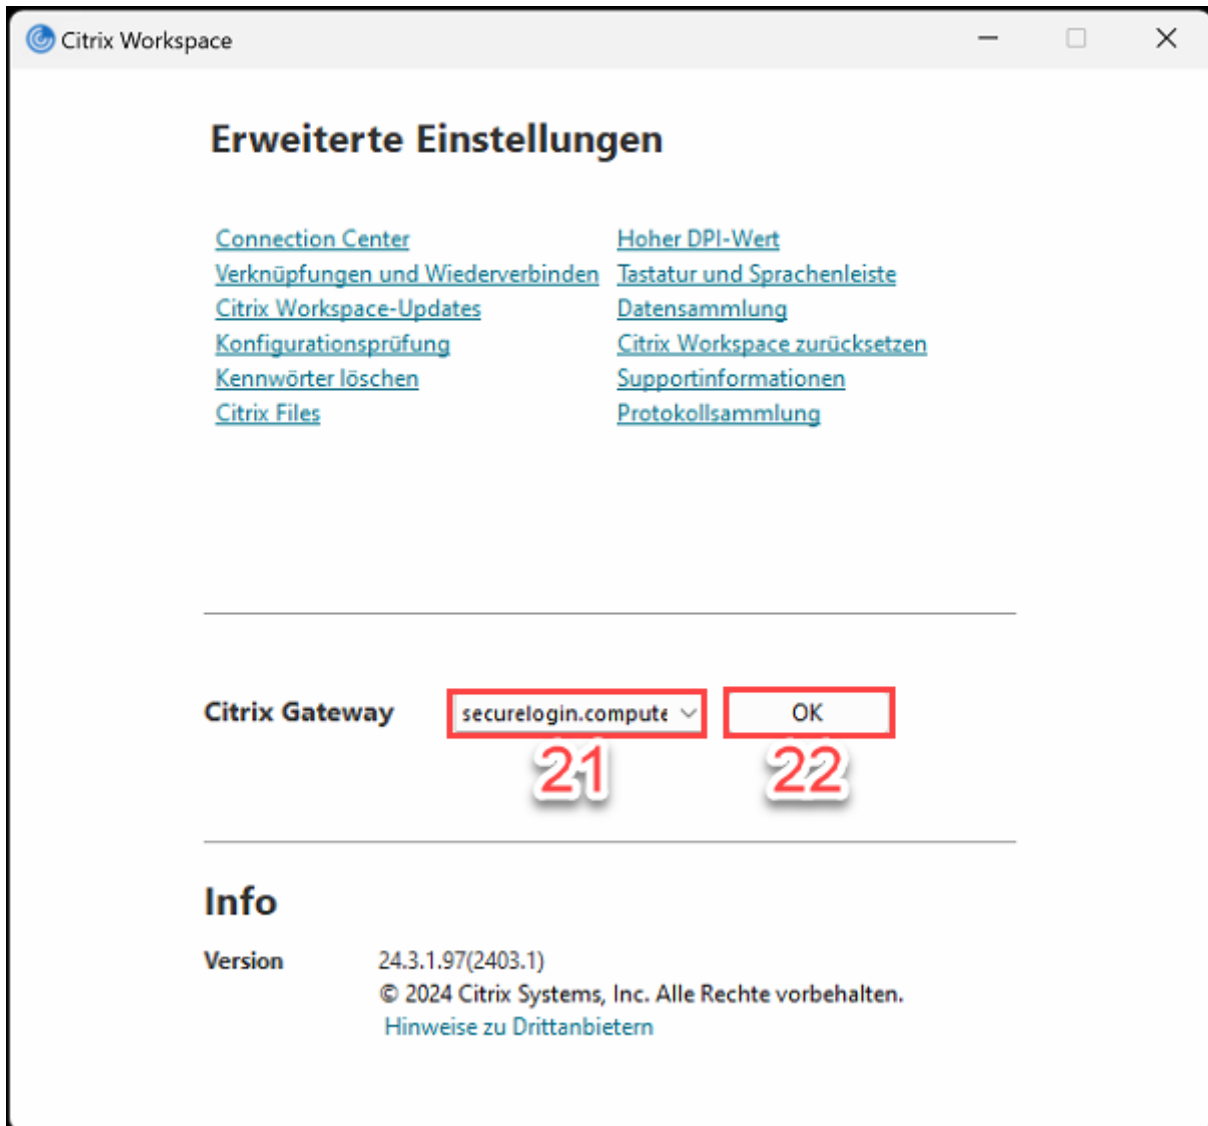 Citrix Workspace
Erweiterte Einstellungen
Connection Center
Hoher DPI-Wert
Verknüpfungen und Wiederverbinden
Tastatur und Sprachenleiste
Citrix Workspace-Updates
Datensammlung
Konfigurationsprüfung
Citrix Workspace zurücksetzen
Kennwörter löschen
Supportinformationen
Citrix Files
Protokollsammlung
Citrix Gateway
securelogin.compute
OK
21
22
Info
Version
24.3.1.97(2403.1)
© 2024 Citrix Systems, Inc. Alle Rechte vorbehalten.
Hinweise zu Drittanbietern